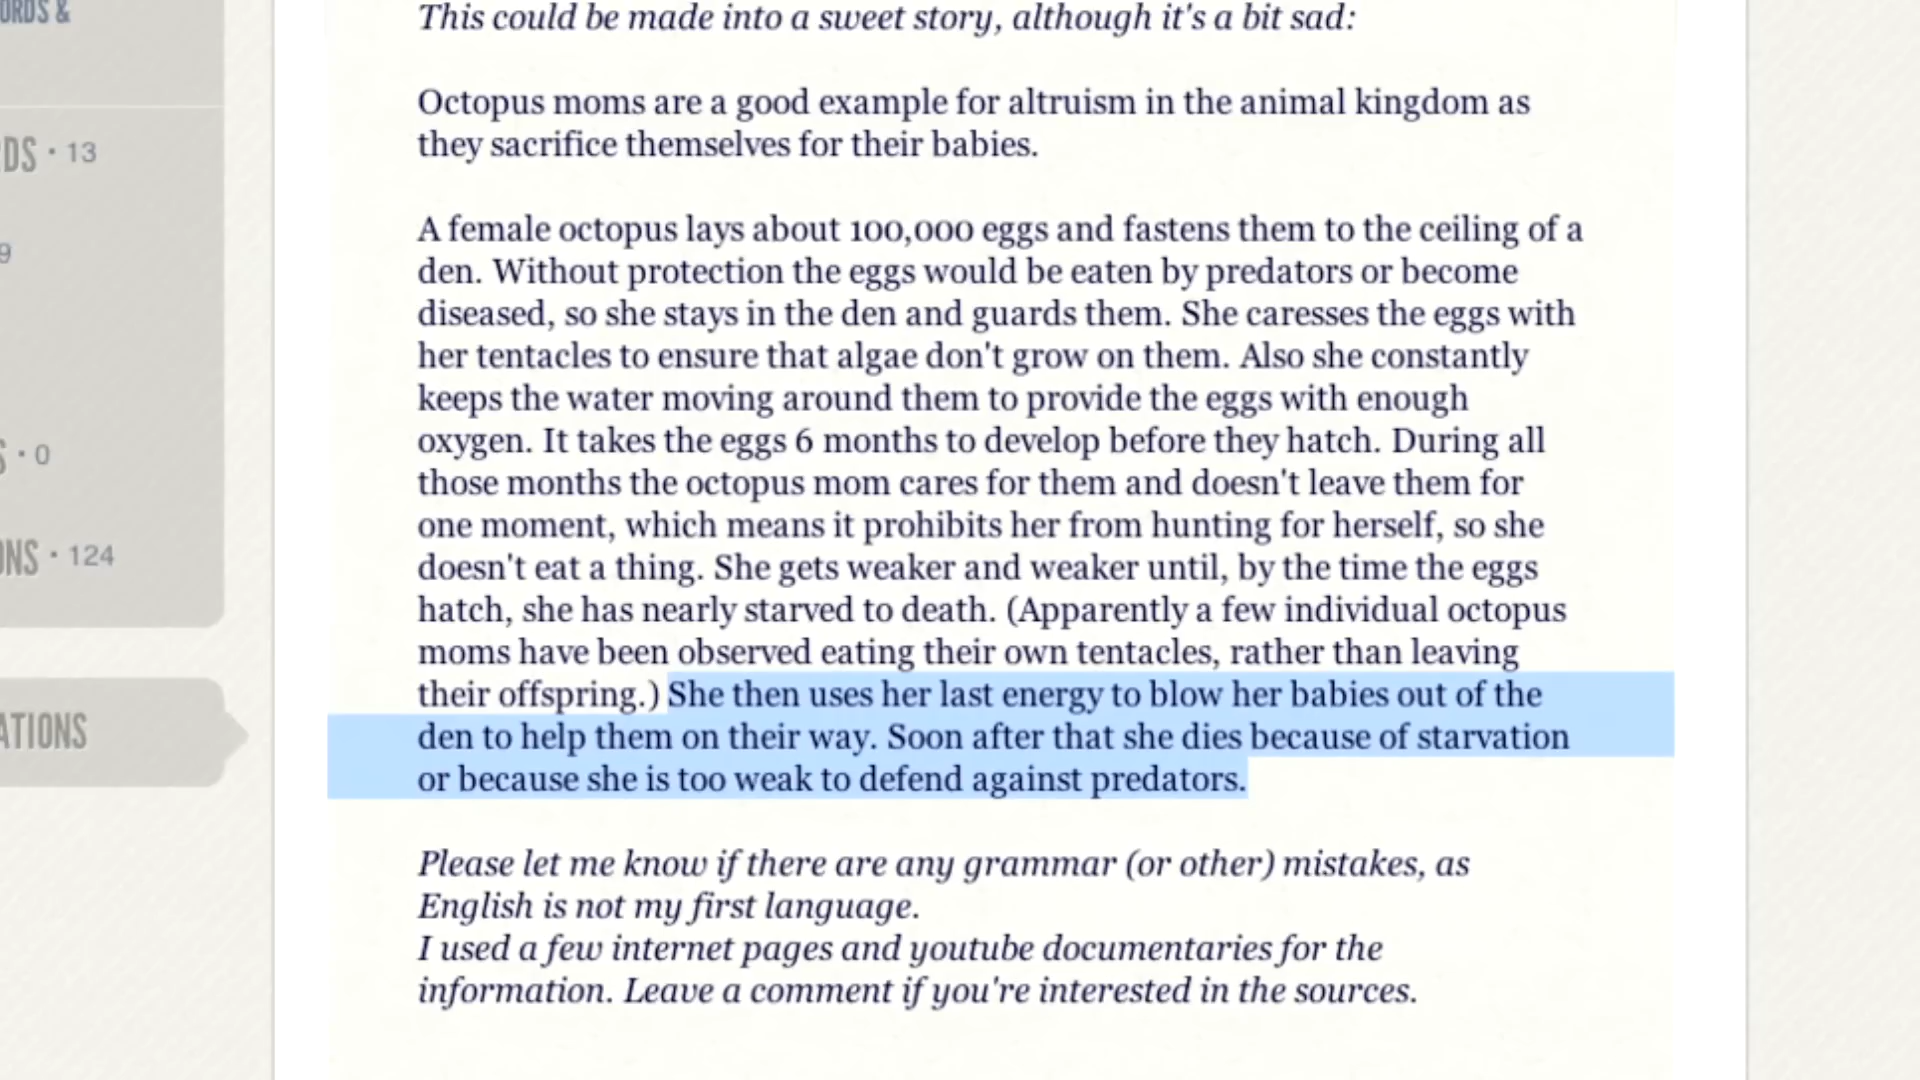 ORDS &
RDS · 13
9
S · 0
ONS · 124
ATIONS
This could be made into a sweet story, although it's a bit sad:
Octopus moms are a good example for altruism in the animal kingdom as
they sacrifice themselves for their babies.
A female octopus lays about 100,000 eggs and fastens them to the ceiling of a
den. Without protection the eggs would be eaten by predators or become
diseased, so she stays in the den and guards them. She caresses the eggs with
her tentacles to ensure that algae don't grow on them. Also she constantly
keeps the water moving around them to provide the eggs with enough
oxygen. It takes the eggs 6 months to develop before they hatch. During all
those months the octopus mom cares for them and doesn't leave them for
one moment, which means it prohibits her from hunting for herself, so she
doesn't eat a thing. She gets weaker and weaker until, by the time the eggs
hatch, she has nearly starved to death. (Apparently a few individual octopus
moms have been observed eating their own tentacles, rather than leaving
their offspring.) She then uses her last energy to blow her babies out of the
den to help them on their way. Soon after that she dies because of starvation
or because she is too weak to defend against predators.
Please let me know if there are any grammar (or other) mistakes, as
English is not my first language.
I used a few internet pages and youtube documentaries for the
information. Leave a comment if you're interested in the sources.